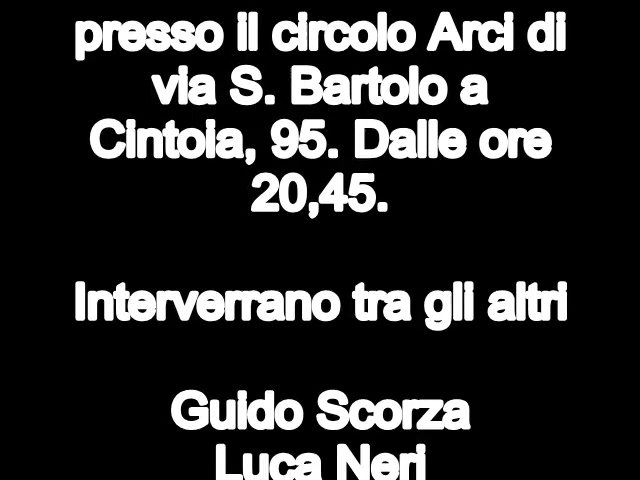 presso il circolo Arci di
via S. Bartolo a
Cintoia, 95. Dalle ore
20,45.
Interverrano tra gli altri
Guido Scorza
Luca Neri